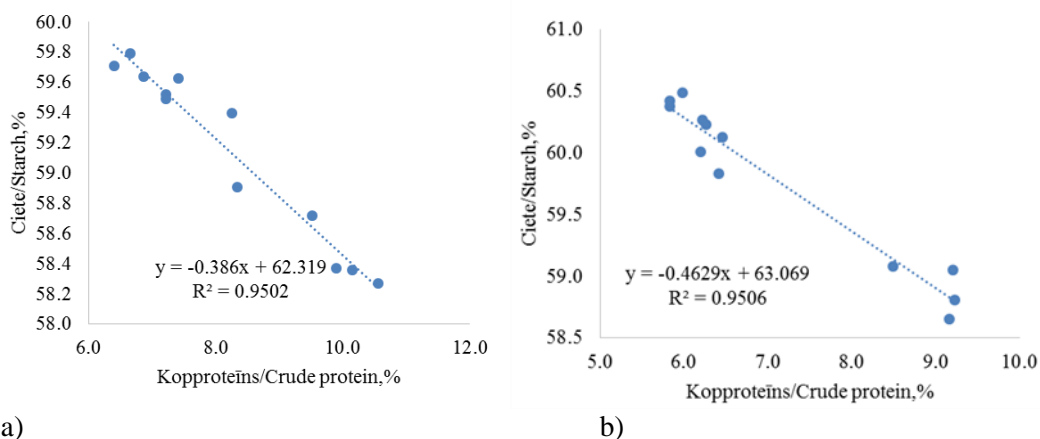 60.0
59.8
59.6
59.4
59.2
59.0
58.8
58.6
58.4
58.2
58.0
Ciete/Starch,%
y = -0.386x + 62.319
R² = 0.9502
6.0 8.0 10.0 12.0
Kopproteīns/Crude protein,%
a)
61.0
60.5
60.0
59.5
59.0
58.5
Ciete/Starch,%
y = -0.4629x + 63.069
R² = 0.9506
5.0 6.0 7.0 8.0 9.0 10.0
Kopproteīns/Crude protein,%
b)